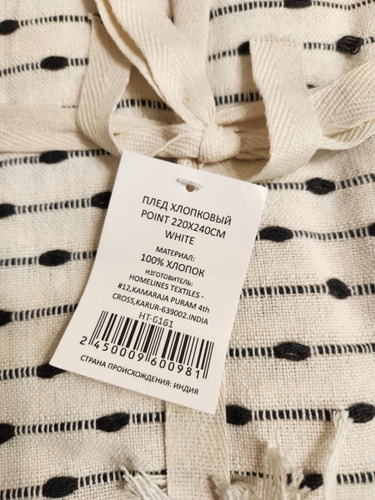 ПЛЕД ХЛОПКОВЫЙ
POINT 220X240CM
WHITE
МАТЕРИАЛ:
100% ХЛОПОК
ИЗГОТОВИТЕЛЬ:
HOMELINES TEXTILES -
#12,KAMARAJA PURAM 4th
CROSS,KARUR-639002.INDIA
HT-G161
2450009600981
СТРАНА ПРОИСХОЖДЕНИЯ: ИНДИЯ